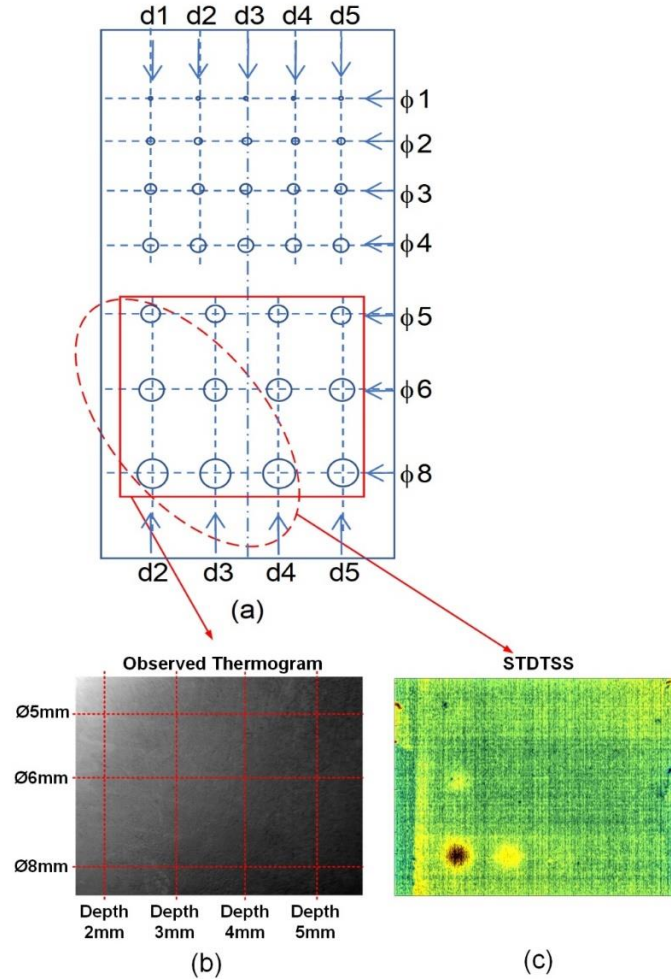 d1 d2 d3 d4 d5
ϕ1
ϕ2
ϕ3
ϕ4
ϕ5
ϕ6
ϕ8
d2 d3 d4 d5
(a)
Observed Thermogram
Ø5mm
Ø6mm
Ø8mm
Depth Depth Depth Depth
2mm 3mm 4mm 5mm
(b)
STDTSS
(c)